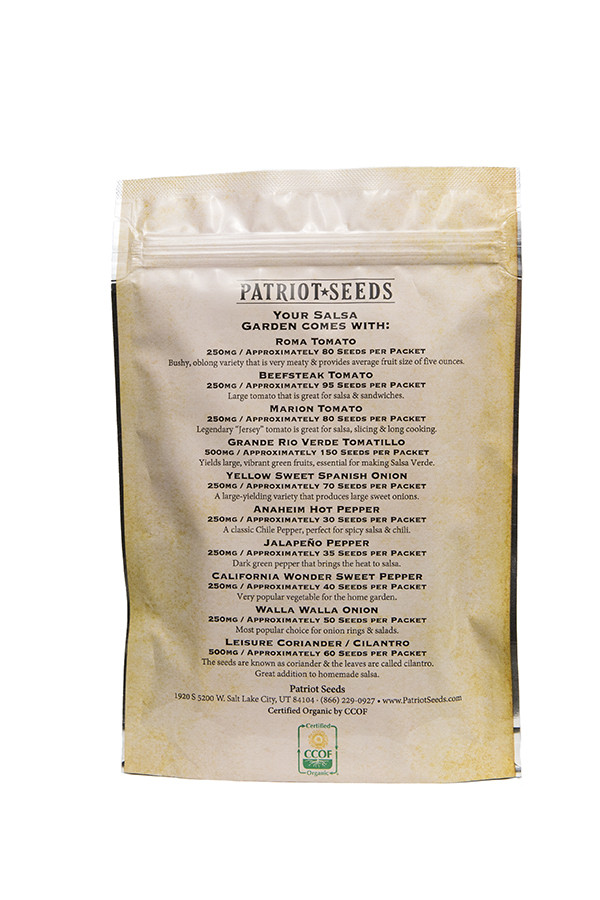 PATRIOT★SEEDS
YOUR SALSA
GARDEN COMES WITH:
ROMA TOMATO
250MG / APPROXIMATELY 80 SEEDS PER PACKET
Bushy, oblong variety that is very meaty & provides average fruit size of five ounces.
BEEFSTEAK TOMATO
250MG / APPROXIMATELY 95 SEEDS PER PACKET
Large tomato that is great for salsa & sandwiches.
MARION TOMATO
250MG / APPROXIMATELY 80 SEEDS PER PACKET
Legendary "Jersey" tomato is great for salsa, slicing & long cooking.
GRANDE RIO VERDE TOMATILLO
500MG / APPROXIMATELY 150 SEEDS PER PACKET
Yields large, vibrant green fruits, essential for making Salsa Verde.
YELLOW SWEET SPANISH ONION
250MG / APPROXIMATELY 70 SEEDS PER PACKET
A large-yielding variety that produces large sweet onions.
ANAHEIM HOT PEPPER
250MG / APPROXIMATELY 30 SEEDS PER PACKET
A classic Chile Pepper, perfect for spicy salsa & chili.
JALAPEÑO PEPPER
250MG / APPROXIMATELY 35 SEEDS PER PACKET
Dark green pepper that brings the heat to salsa.
CALIFORNIA WONDER SWEET PEPPER
250MG / APPROXIMATELY 40 SEEDS PER PACKET
Very popular vegetable for the home garden.
WALLA WALLA ONION
250MG / APPROXIMATELY 50 SEEDS PER PACKET
Most popular choice for onion rings & salads.
LEISURE CORIANDER / CILANTRO
500MG / APPROXIMATELY 60 SEEDS PER PACKET
The seeds are known as coriander & the leaves are called cilantro.
Great addition to homemade salsa.
Patriot Seeds
1920 S 5200 W. Salt Lake City, UT 84104 · (866) 229-0927 • www.PatriotSeeds.com
Certified Organic by CCOF
Certified
CCOF
Organic